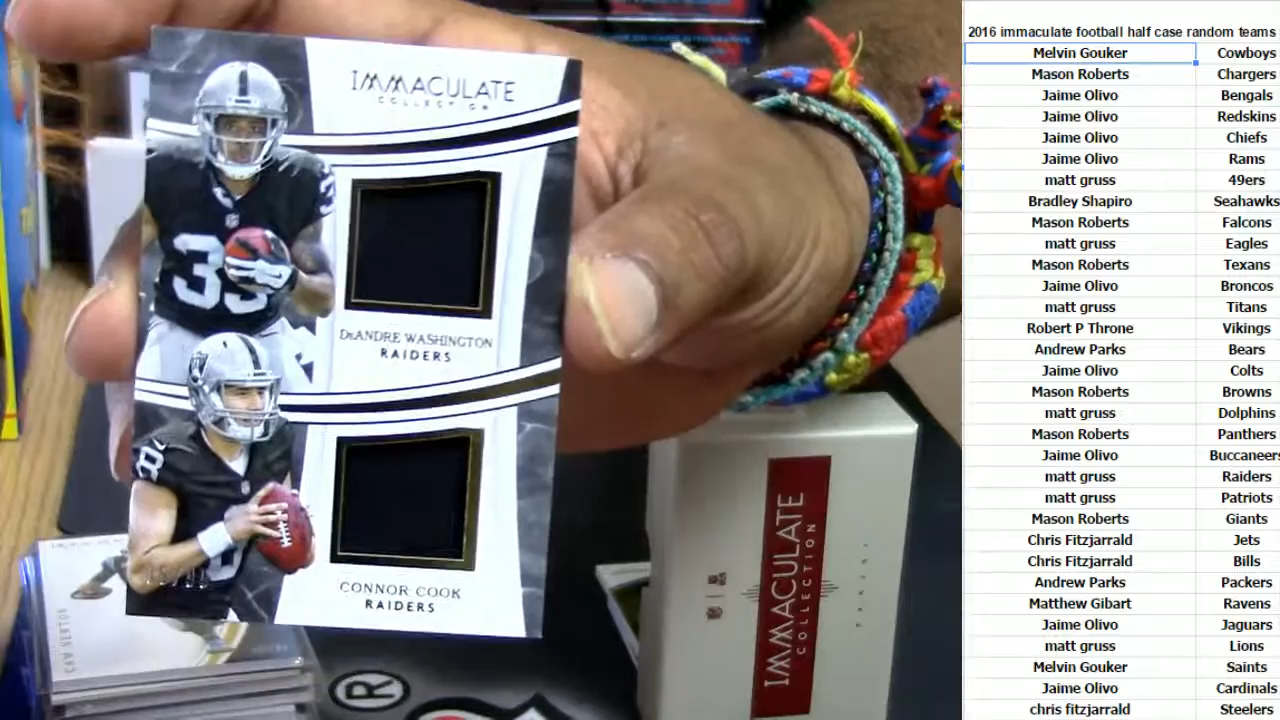 IMMACULATE
COLLECTION
33
DEANDRE WASHINGTON
RAIDERS
8
CONNOR COOK
RAIDERS
IMMACULATE
COLLECTION
PANINI
CAM NEWTON
®
2016 immaculate football half case random teams
Melvin Gouker Cowboys
Mason Roberts Chargers
Jaime Olivo Bengals
Jaime Olivo Redskins
Jaime Olivo Chiefs
Jaime Olivo Rams
matt gruss 49ers
Bradley Shapiro Seahawks
Mason Roberts Falcons
matt gruss Eagles
Mason Roberts Texans
Jaime Olivo Broncos
matt gruss Titans
Robert P Throne Vikings
Andrew Parks Bears
Jaime Olivo Colts
Mason Roberts Browns
matt gruss Dolphins
Mason Roberts Panthers
Jaime Olivo Buccaneers
matt gruss Raiders
matt gruss Patriots
Mason Roberts Giants
Chris Fitzjarrald Jets
Chris Fitzjarrald Bills
Andrew Parks Packers
Matthew Gibart Ravens
Jaime Olivo Jaguars
matt gruss Lions
Melvin Gouker Saints
Jaime Olivo Cardinals
chris fitzjarrald Steelers